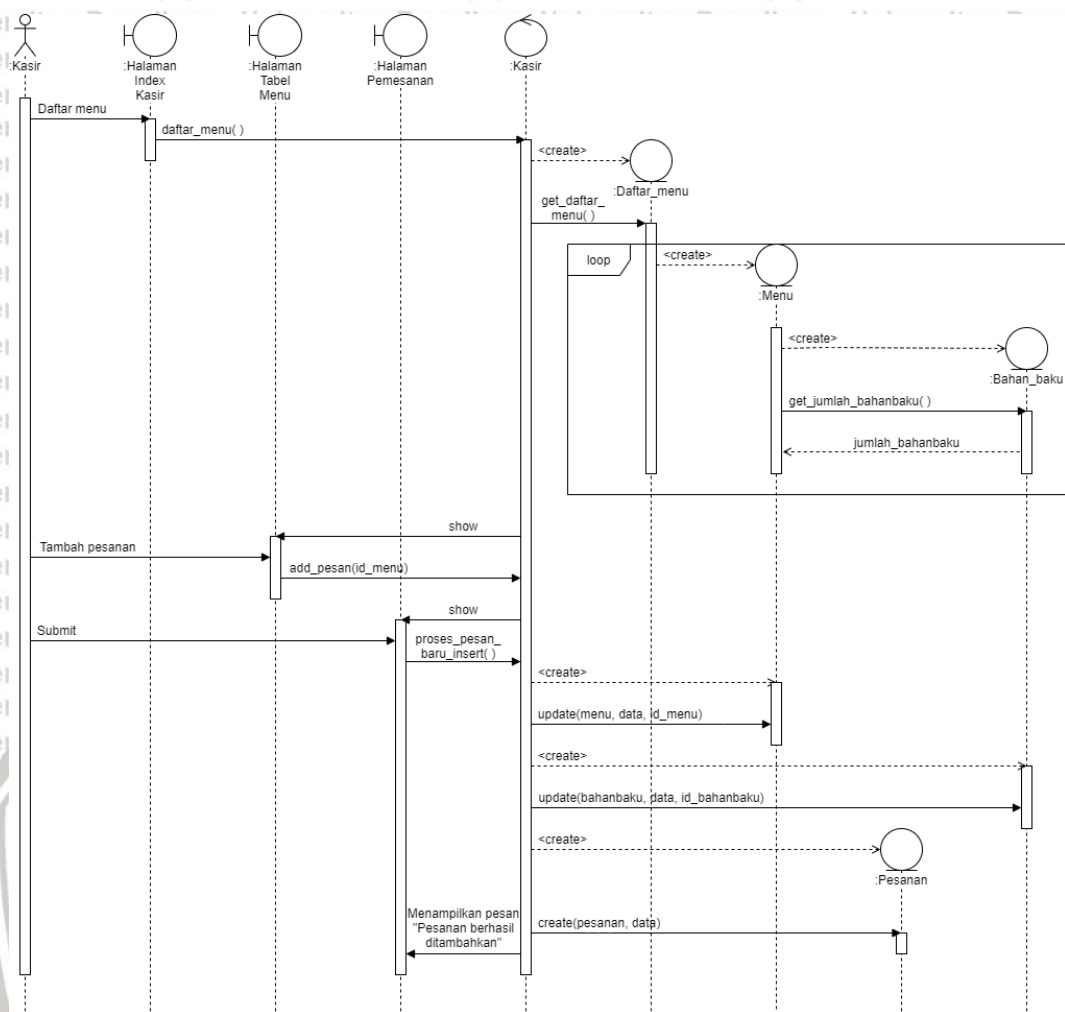 :Kasir
:Halaman
Index
Kasir
:Halaman
Tabel
Menu
:Halaman
Pemesanan
:Kasir
Daftar menu
daftar_menu( )
<create>
:Daftar_menu
get_daftar_
menu( )
loop
<create>
:Menu
<create>
:Bahan_baku
get_jumlah_bahanbaku( )
jumlah_bahanbaku
show
Tambah pesanan
add_pesan(id_menu)
show
Submit
proses_pesan_
baru_insert( )
<create>
update(menu, data, id_menu)
<create>
update(bahanbaku, data, id_bahanbaku)
<create>
:Pesanan
Menampilkan pesan
"Pesanan berhasil
ditambahkan"
create(pesanan, data)